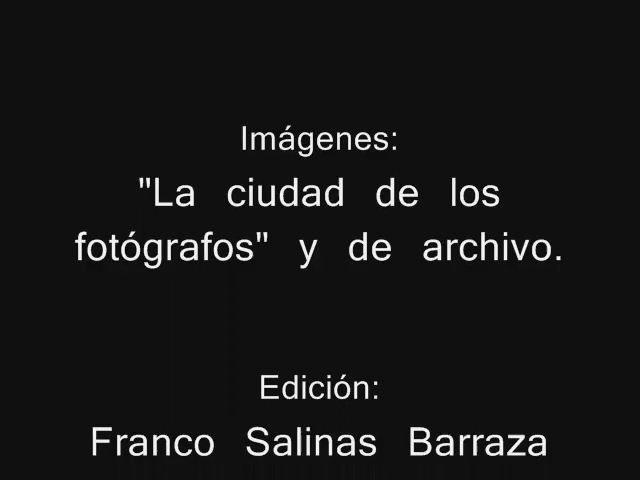 Imágenes:
"La ciudad de los
fotógrafos" y de archivo.
Edición:
Franco Salinas Barraza